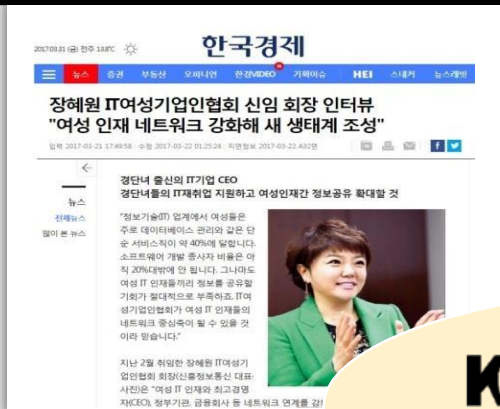 2017.03.31 (금) 전주 13.8℃
한국경제
뉴스 증권 부동산 오피니언 한경VIDEO 기획이슈 HEI 스내커 뉴스래빗
장혜원 IT여성기업인협회 신임 회장 인터뷰
"여성 인재 네트워크 강화해 새 생태계 조성"
입력 2017-03-21 17:49:58 수정 2017-03-22 01:25:24 지면정보 2017-03-22 A32면
뉴스
전체뉴스
많이 본 뉴스
경단녀 출신의 IT기업 CEO
경단녀들의 IT재취업 지원하고 여성인재간 정보공유 확대할 것
"정보기술(IT) 업계에서 여성들은
주로 데이터베이스 관리와 같은 단
순 서비스직이 약 40%에 달합니다.
소프트웨어 개발 종사자 비율은 아
직 20%대밖에 안 됩니다. 그나마도
여성 IT 인재들끼리 정보를 공유할
기회가 절대적으로 부족하죠. IT여
성기업인협회가 여성 IT 인재들의
네트워크 중심축이 될 수 있을 것
이라 믿습니다."
지난 2월 취임한 장혜원 IT여성기
업인협회 회장(신흥정보통신 대표·
사진)은 "여성 IT 인재와 최고경영
자(CEO), 정부기관, 금융회사 등 네트워크 연계를
K